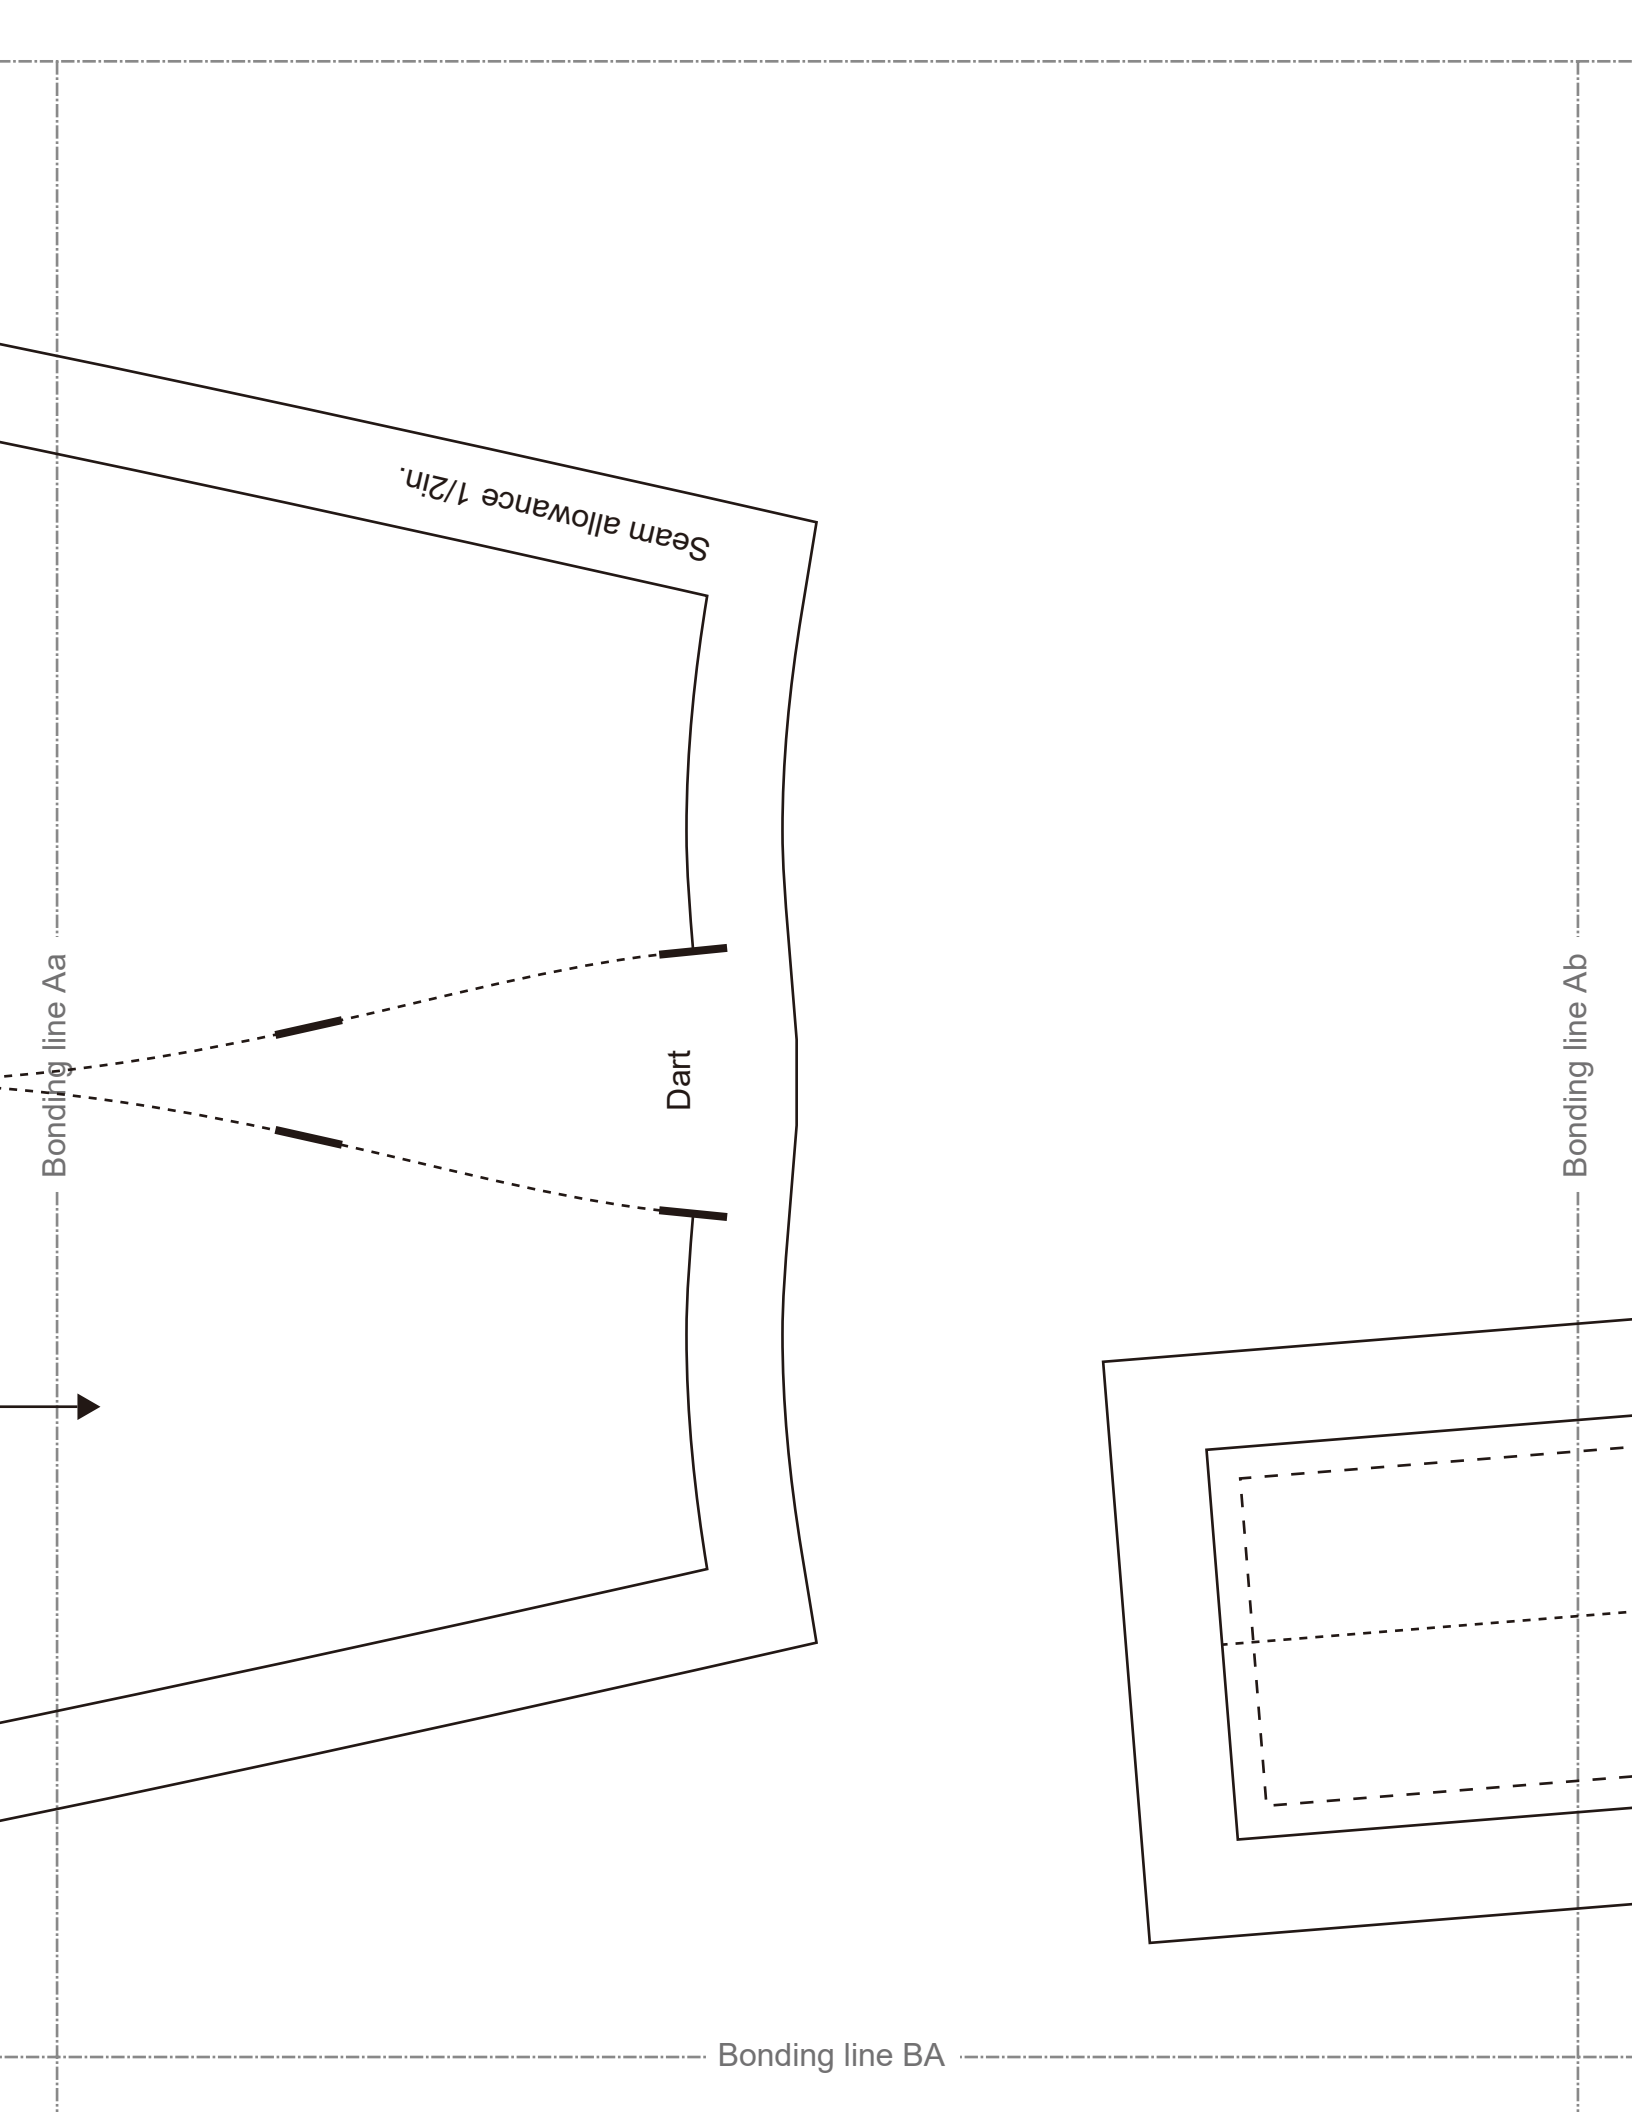 Seam allowance 1/2in.
Bonding line Aa
Dart
Bonding line Ab
Bonding line BA